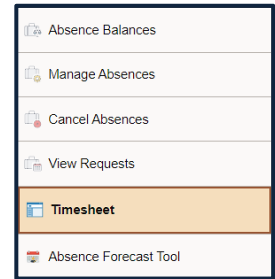 Absence Balances
Manage Absences
Cancel Absences
View Requests
Timesheet
Absence Forecast Tool